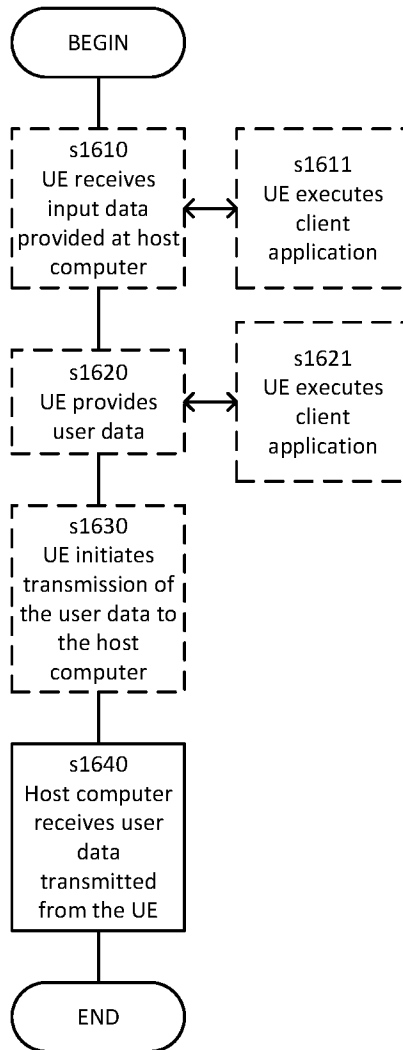 BEGIN
s1610
UE receives
input data
provided at host
computer
s1611
UE executes
client
application
s1620
UE provides
user data
s1621
UE executes
client
application
s1630
UE initiates
transmission of
the user data to
the host
computer
s1640
Host computer
receives user
data
transmitted
from the UE
END